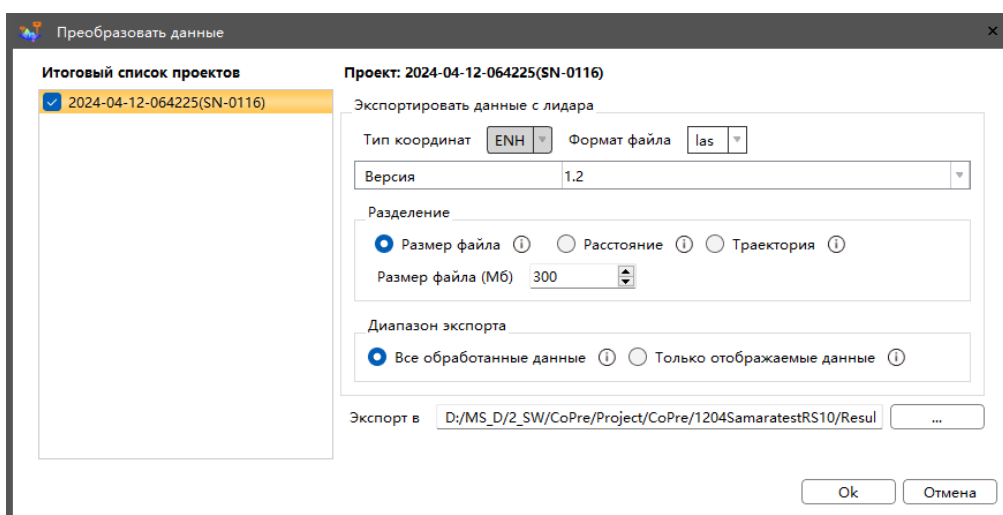 Преобразовать данные
Итоговый список проектов
2024-04-12-064225(SN-0116)
Проект: 2024-04-12-064225(SN-0116)
Экспортировать данные с лидара
Тип координат ENH Формат файла las
Версия 1.2
Разделение
Размер файла Расстояние Траектория
Размер файла (Мб) 300
Диапазон экспорта
Все обработанные данные Только отображаемые данные
Экспорт в D:/MS_D/2_SW/CoPre/Project/CoPre/1204SamaratestRS10/Resul ...
Ok Отмена